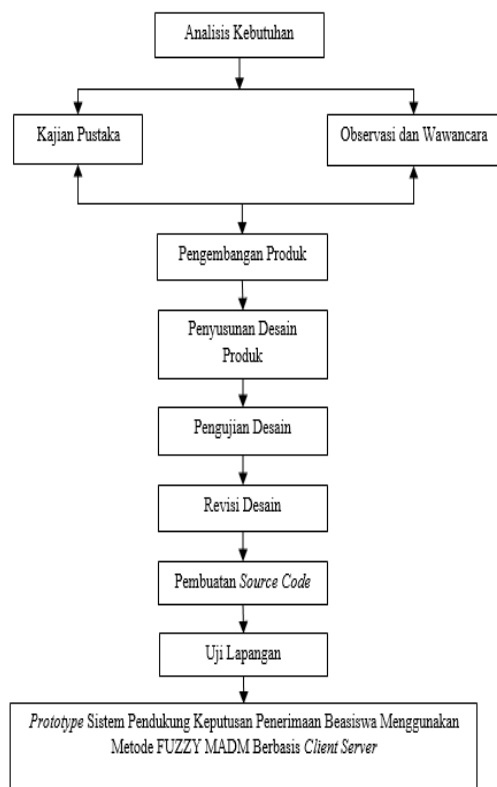 Analisis Kebutuhan
Kajian Pustaka
Observasi dan Wawancara
Pengembangan Produk
Penyusunan Desain
Produk
Pengujian Desain
Revisi Desain
Pembuatan Source Code
Uji Lapangan
Prototype Sistem Pendukung Keputusan Penerimaan Beasiswa Menggunakan
Metode FUZZY MADM Berbasis Client Server